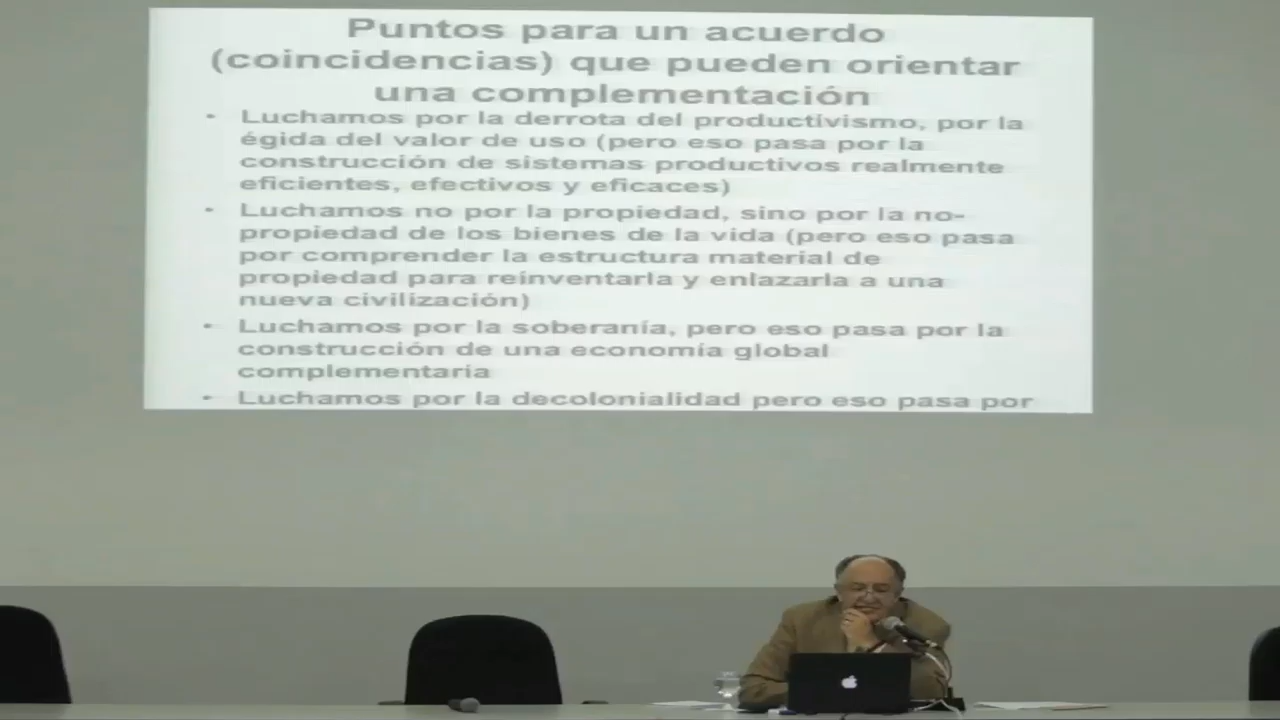 Puntos para un acuerdo
(coincidencias) que pueden orientar
una complementación
• Luchamos por la derrota del productivismo, por la
égida del valor de uso (pero eso pasa por la
construcción de sistemas productivos realmente
eficientes, efectivos y eficaces)
• Luchamos no por la propiedad, sino por la no-
propiedad de los bienes de la vida (pero eso pasa
por comprender la estructura material de
propiedad para reinventarla y enlazarla a una
nueva civilización)
• Luchamos por la soberanía, pero eso pasa por la
construcción de una economía global
complementaria
• Luchamos por la decolonialidad pero eso pasa por